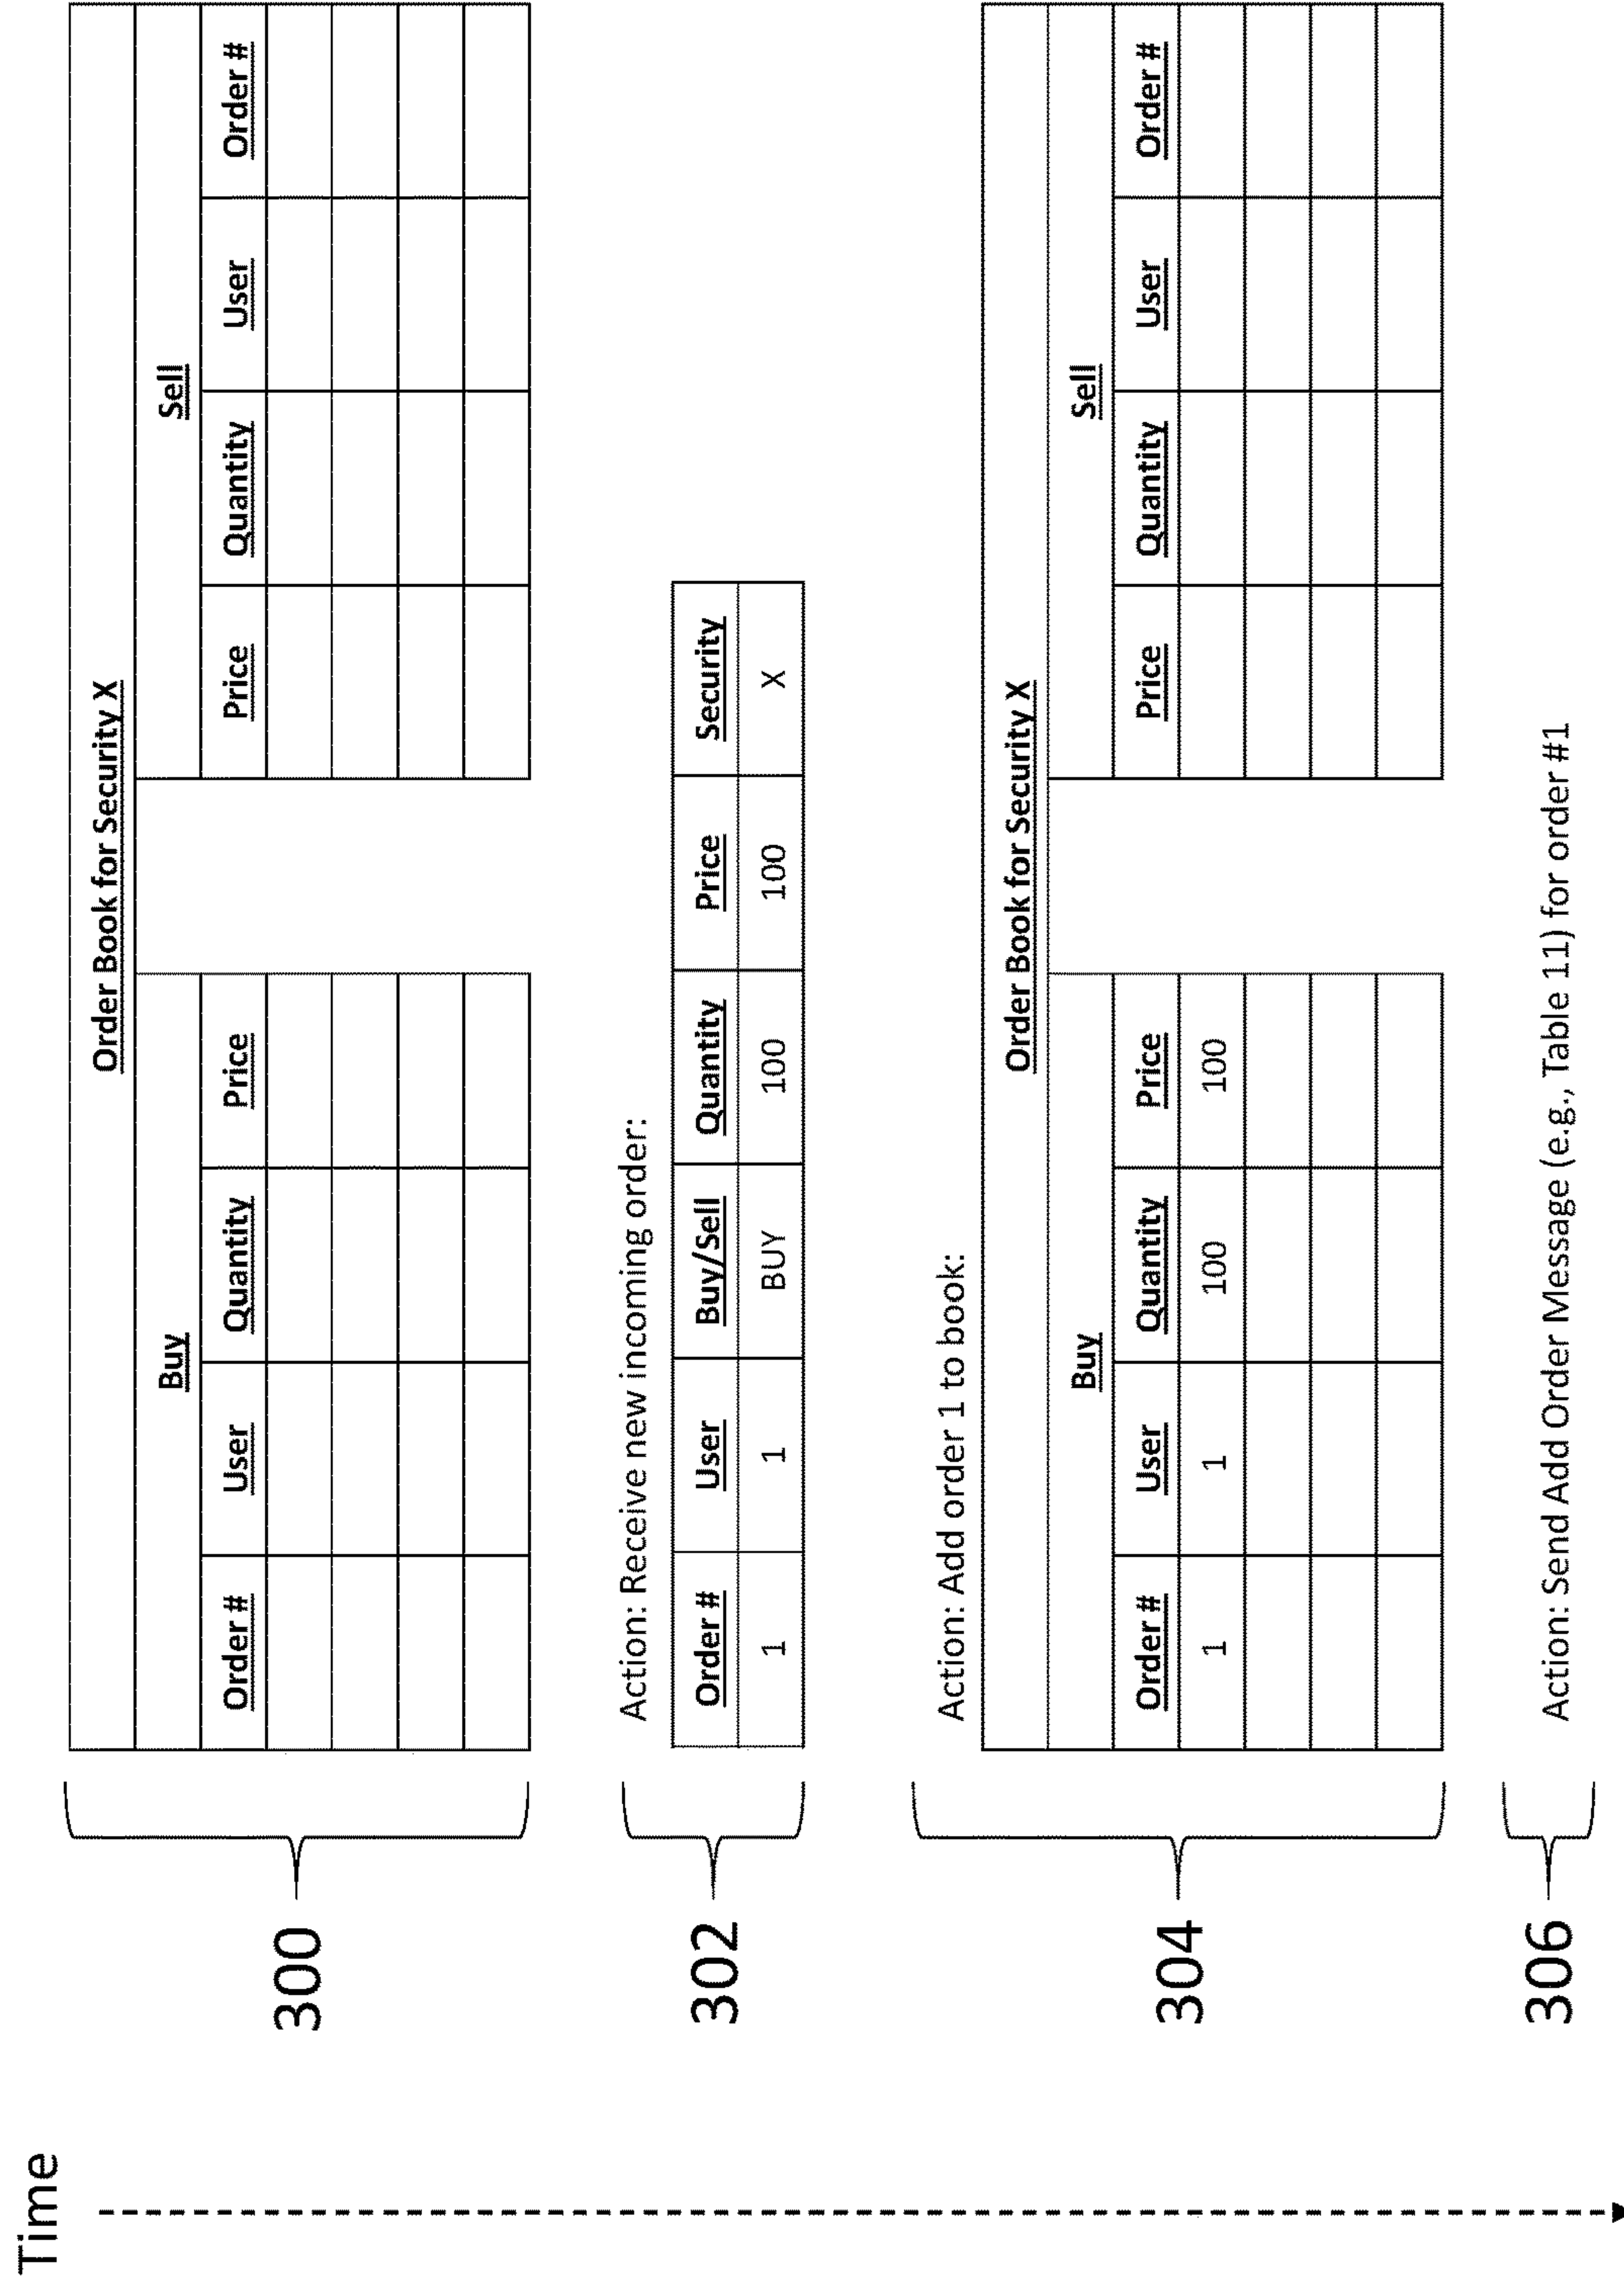 Time
300
Order Book for Security X
Buy Sell
Order # User Quantity Price Price Quantity User Order #
302
Action: Receive new incoming order:
Order # User Buy/Sell Quantity Price Security
1 1 BUY 100 100 X
304
Action: Add order 1 to book:
Order Book for Security X
Buy Sell
Order # User Quantity Price Price Quantity User Order #
1 1 100 100
306
Action: Send Add Order Message (e.g., Table 11) for order #1